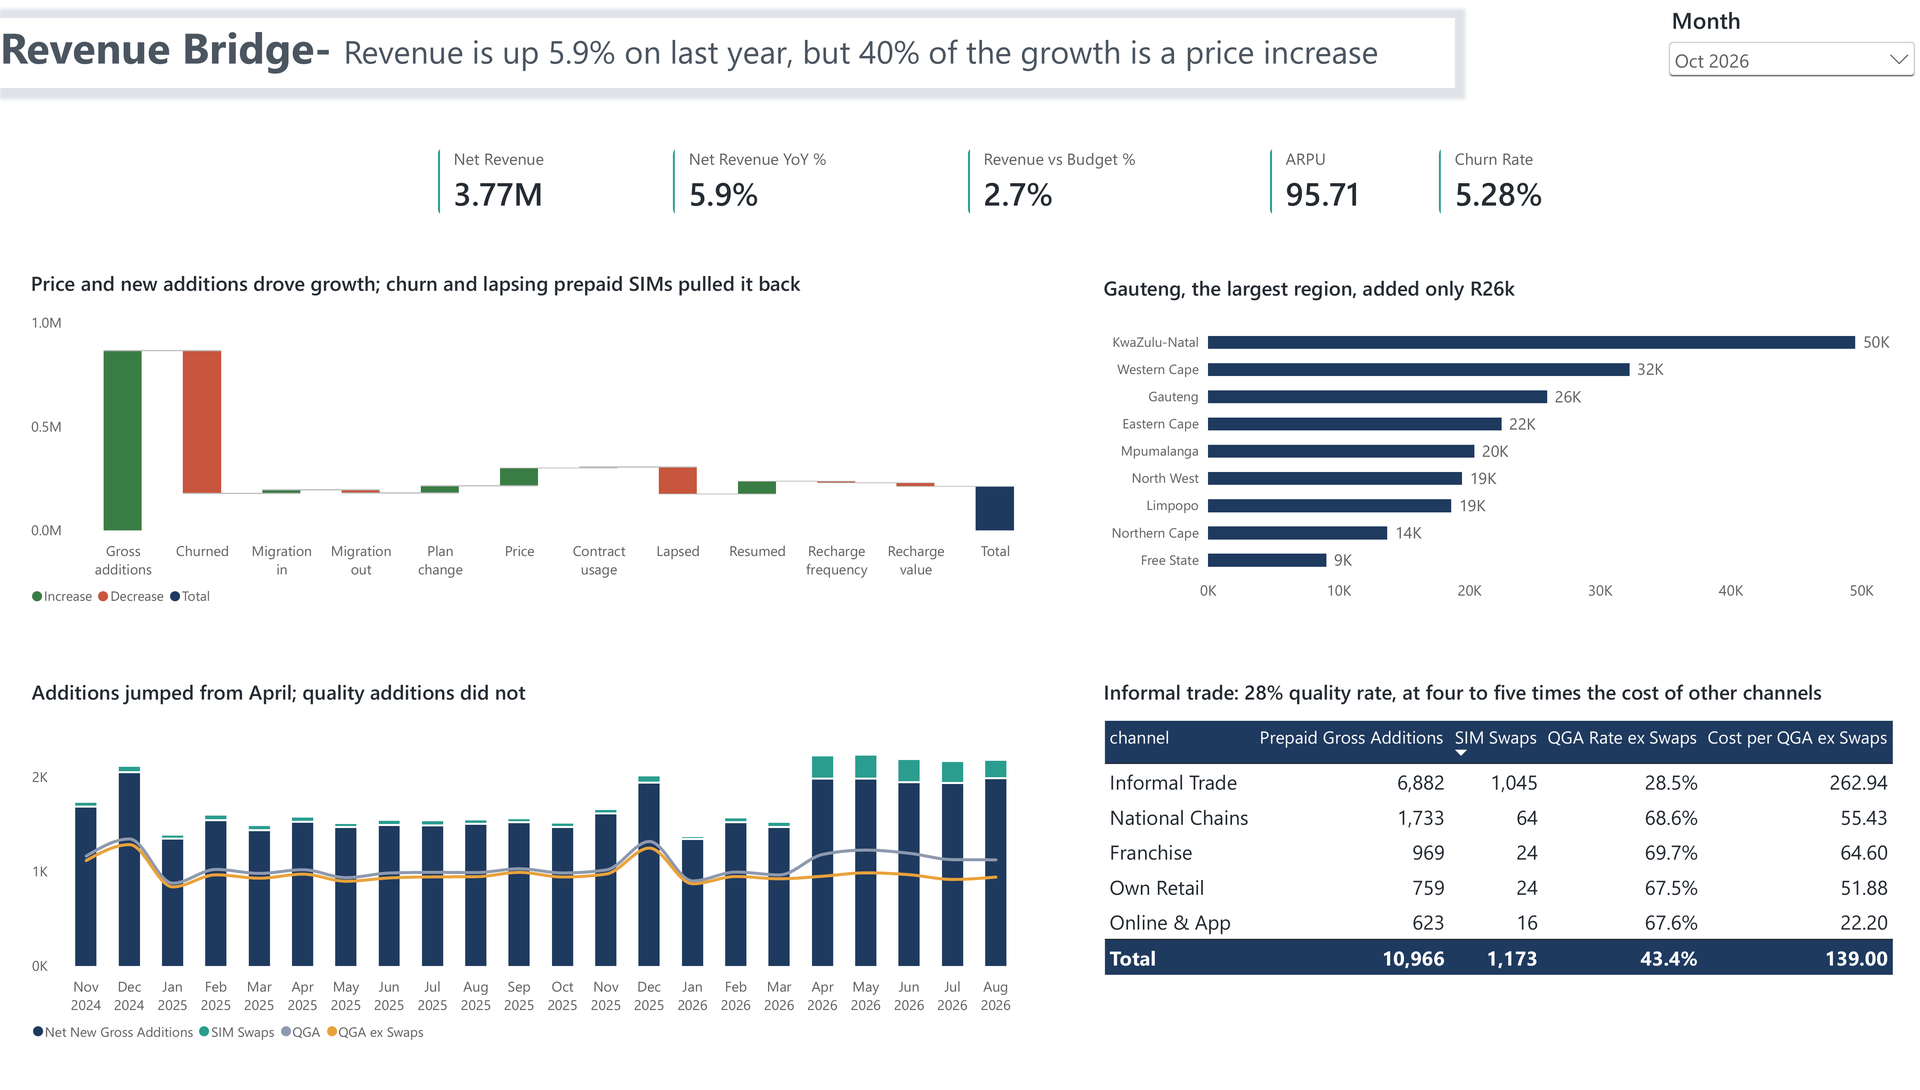 Revenue Bridge- Revenue is up 5.9% on last year, but 40% of the growth is a price increase
Month
Oct 2026
Net Revenue
3.77M
Net Revenue YoY %
5.9%
Revenue vs Budget %
2.7%
ARPU
95.71
Churn Rate
5.28%
Price and new additions drove growth; churn and lapsing prepaid SIMs pulled it back
1.0M
0.5M
0.0M
Gross additions
Churned
Migration in
Migration out
Plan change
Price
Contract usage
Lapsed
Resumed
Recharge frequency
Recharge value
Total
Increase Decrease Total
Gauteng, the largest region, added only R26k
KwaZulu-Natal 50K
Western Cape 32K
Gauteng 26K
Eastern Cape 22K
Mpumalanga 20K
North West 19K
Limpopo 19K
Northern Cape 14K
Free State 9K
0K 10K 20K 30K 40K 50K
Additions jumped from April; quality additions did not
2K
1K
0K
Nov 2024
Dec 2024
Jan 2025
Feb 2025
Mar 2025
Apr 2025
May 2025
Jun 2025
Jul 2025
Aug 2025
Sep 2025
Oct 2025
Nov 2025
Dec 2025
Jan 2026
Feb 2026
Mar 2026
Apr 2026
May 2026
Jun 2026
Jul 2026
Aug 2026
Net New Gross Additions SIM Swaps QGA QGA ex Swaps
Informal trade: 28% quality rate, at four to five times the cost of other channels
channel Prepaid Gross Additions SIM Swaps QGA Rate ex Swaps Cost per QGA ex Swaps
Informal Trade 6,882 1,045 28.5% 262.94
National Chains 1,733 64 68.6% 55.43
Franchise 969 24 69.7% 64.60
Own Retail 759 24 67.5% 51.88
Online & App 623 16 67.6% 22.20
Total 10,966 1,173 43.4% 139.00